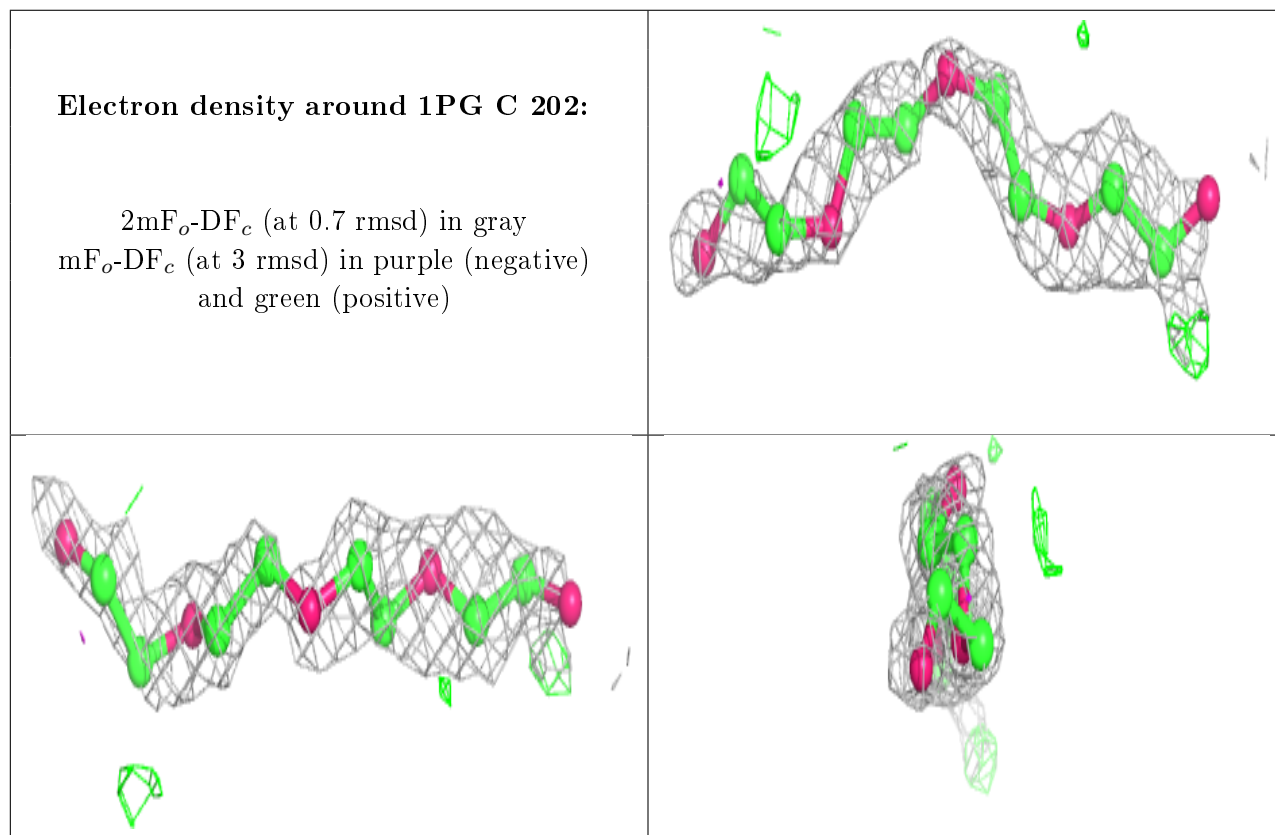 Electron density around 1PG C 202:
2mFo-DFc (at 0.7 rmsd) in gray
mFo-DFc (at 3 rmsd) in purple (negative)
and green (positive)